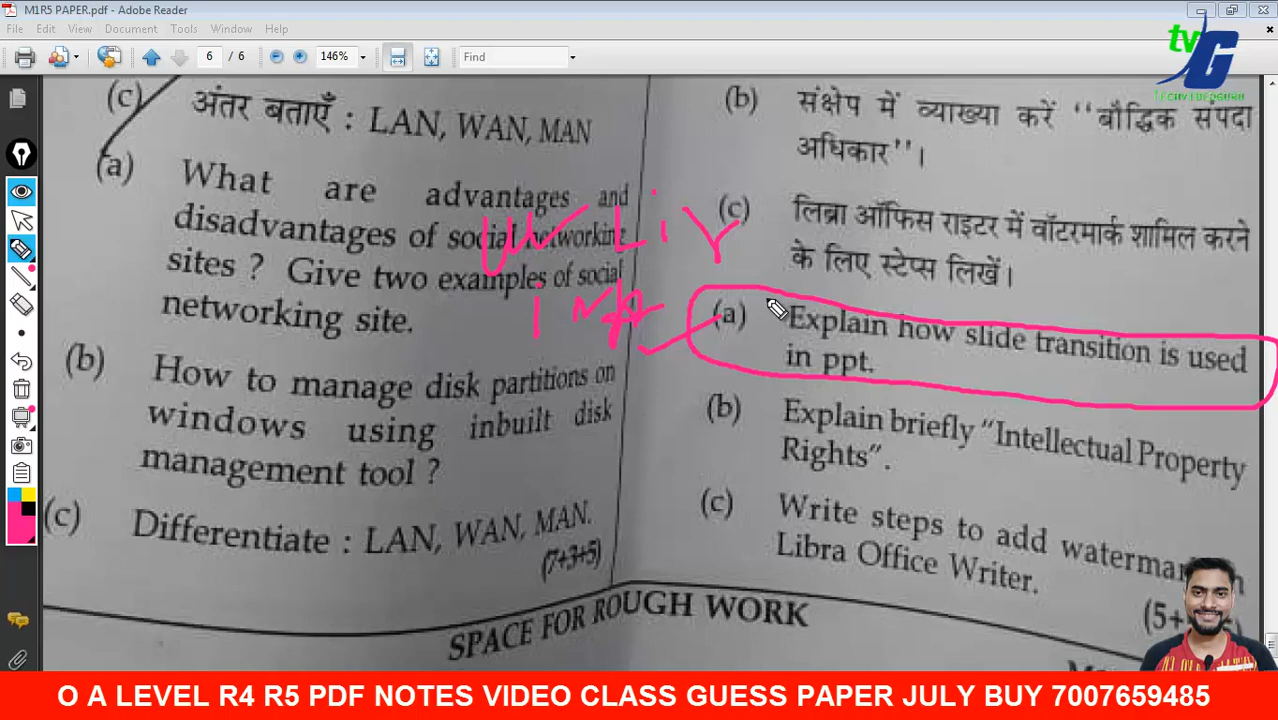 M1R5 PAPER.pdf - Adobe Reader
File Edit View Document Tools Window Help
6 / 6 146% Find
tvG
TECHVIDEOGURU
(c) अंतर बताएँ : LAN, WAN, MAN
(a) What are advantages and
disadvantages of social networking
sites ? Give two examples of social
networking site.
(b) How to manage disk partitions on
windows using inbuilt disk
management tool ?
(c) Differentiate : LAN, WAN, MAN.
(7+3+5)
(b) संक्षेप में व्याख्या करें ‘‘बौद्धिक संपदा
अधिकार’’।
(c) लिब्रा ऑफिस राइटर में वॉटरमार्क शामिल करने
के लिए स्टेप्स लिखें।
(a) Explain how slide transition is used
in ppt.
(b) Explain briefly “Intellectual Property
Rights”.
(c) Write steps to add
Libra Office Writer.
(5+
SPACE FOR ROUGH WORK
O A LEVEL R4 R5 PDF NOTES VIDEO CLASS GUESS PAPER JULY BUY 7007659485